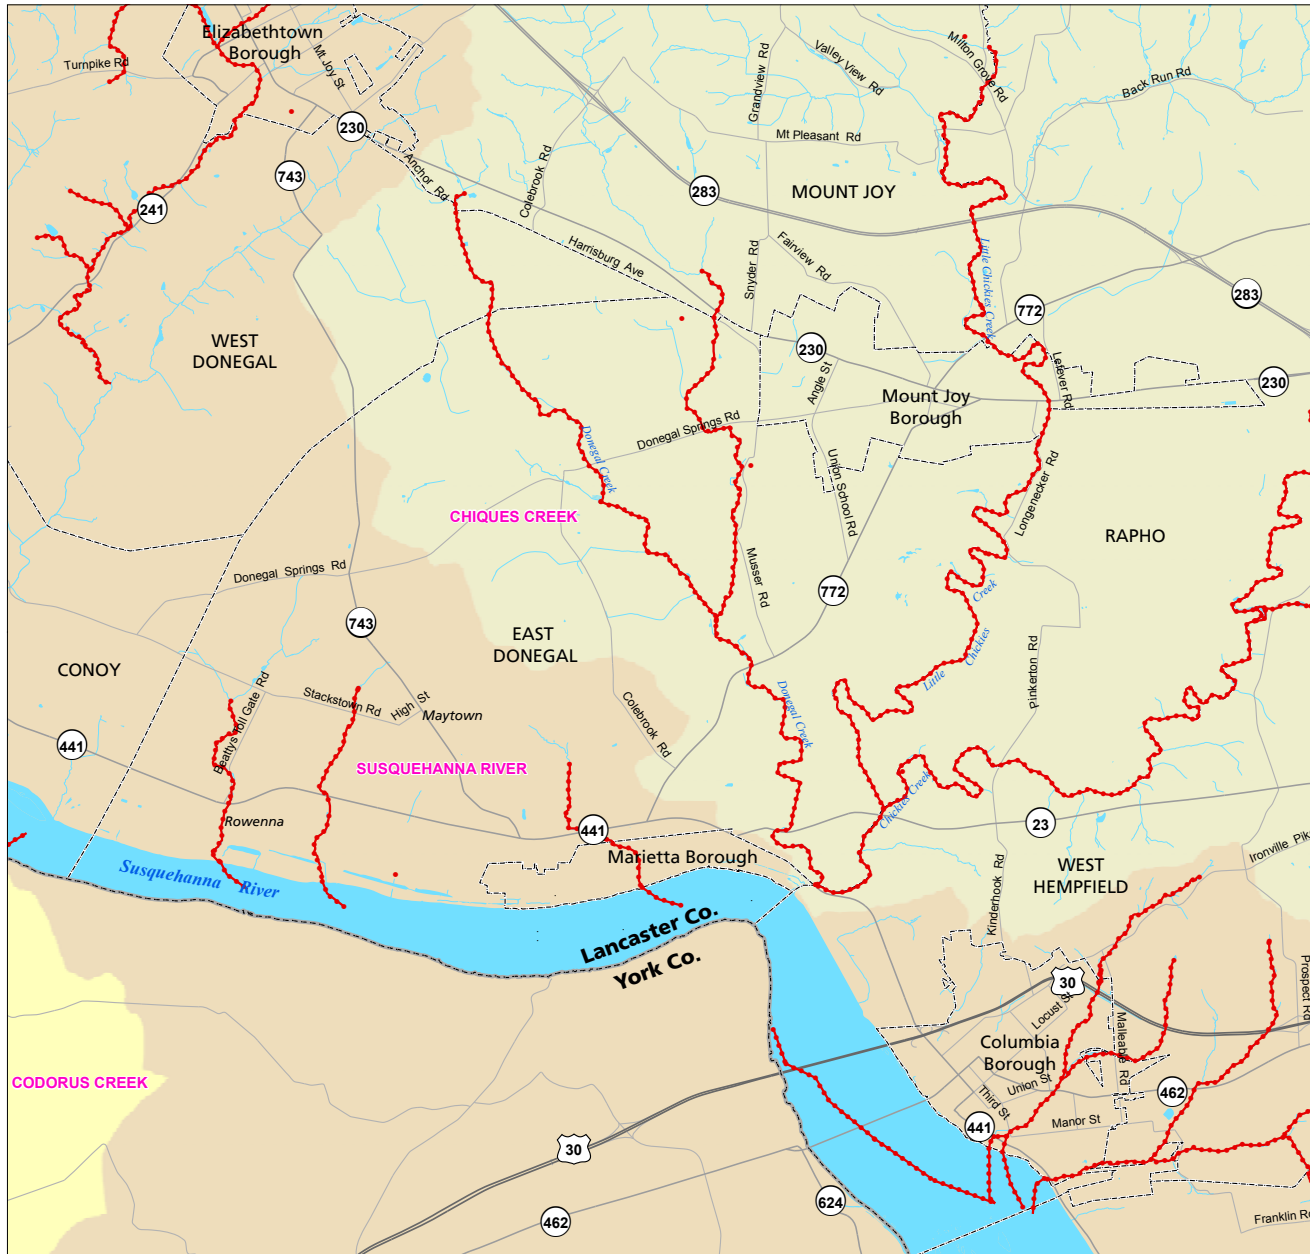 Elizabethtown
Borough
Turnpike Rd
Mt Joy St
Grandview Rd
Valley View Rd
Milton Grove Rd
Back Run Rd
230
Mt Pleasant Rd
743
Anchor Rd
Colebrook Rd
283
MOUNT JOY
241
Harrisburg Ave
Snyder Rd
Fairview Rd
Little Chickies Creek
283
772
WEST
DONEGAL
230
Angle St
Lefever Rd
230
Mount Joy
Borough
Donegal Springs Rd
Donegal Creek
Union School Rd
Longenecker Rd
CHIQUES CREEK
RAPHO
Donegal Springs Rd
Musser Rd
772
Creek
743
EAST
DONEGAL
Chickies
Little
Pinkerton Rd
CONOY
Beattys Toll Gate Rd
Stackstown Rd
High St
Maytown
Colebrook Rd
Donegal Creek
441
SUSQUEHANNA RIVER
Chickies Creek
Rowenna
441
23
Marietta Borough
Ironville Pik
WEST
HEMPFIELD
Susquehanna River
Kinderhook Rd
Lancaster Co.
York Co.
Prospect Rd
30
Locust St
Columbia
Borough
Malleable Rd
CODORUS CREEK
Union St
Third St
462
Manor St
441
30
624
462
Franklin Rd